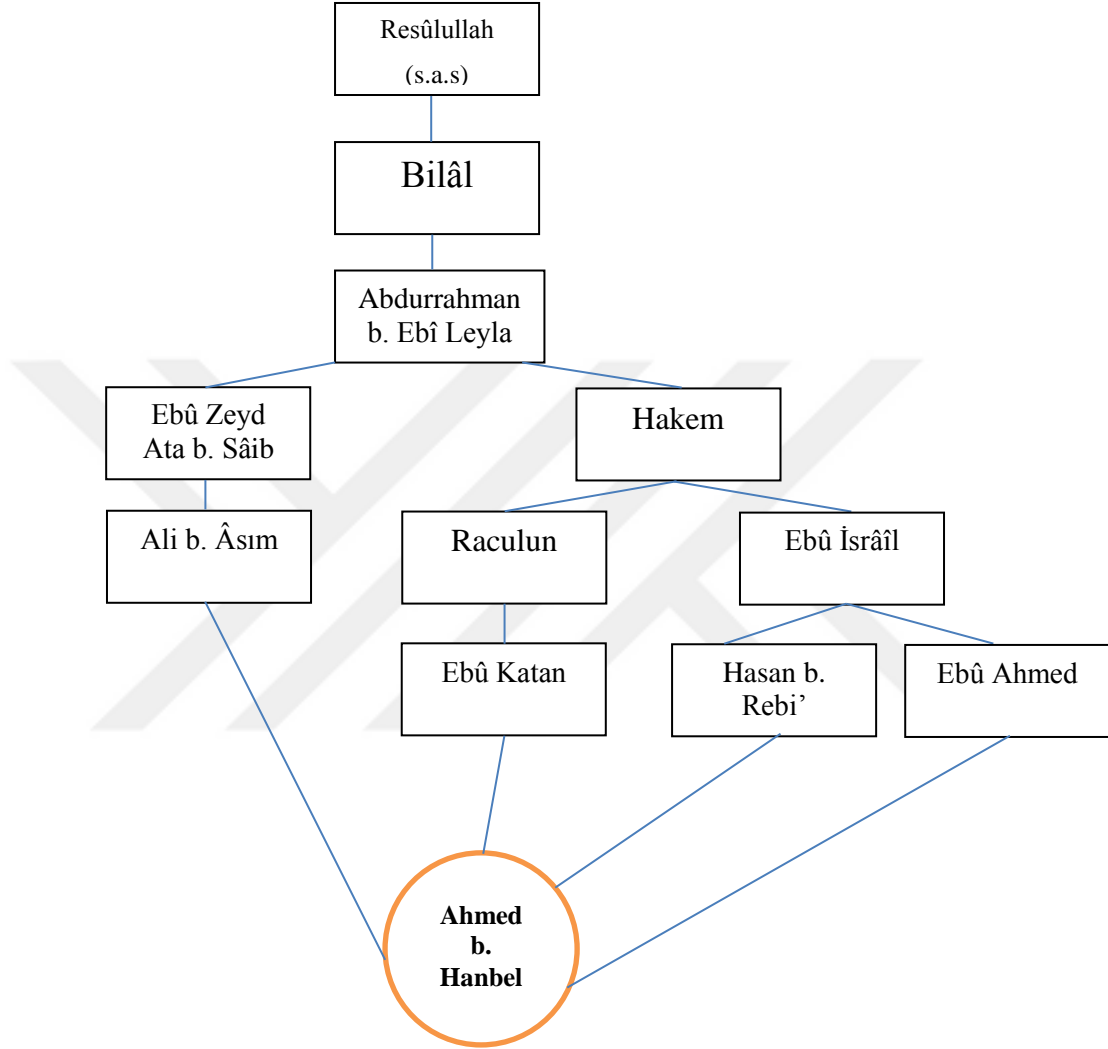 Resûlullah
(s.a.s)
Bilâl
Abdurrahman
b. Ebî Leyla
Ebû Zeyd
Ata b. Sâib
Hakem
Ali b. Âsım
Raculun
Ebû İsrâîl
Ebû Katan
Hasan b.
Rebi’
Ebû Ahmed
Ahmed
b.
Hanbel